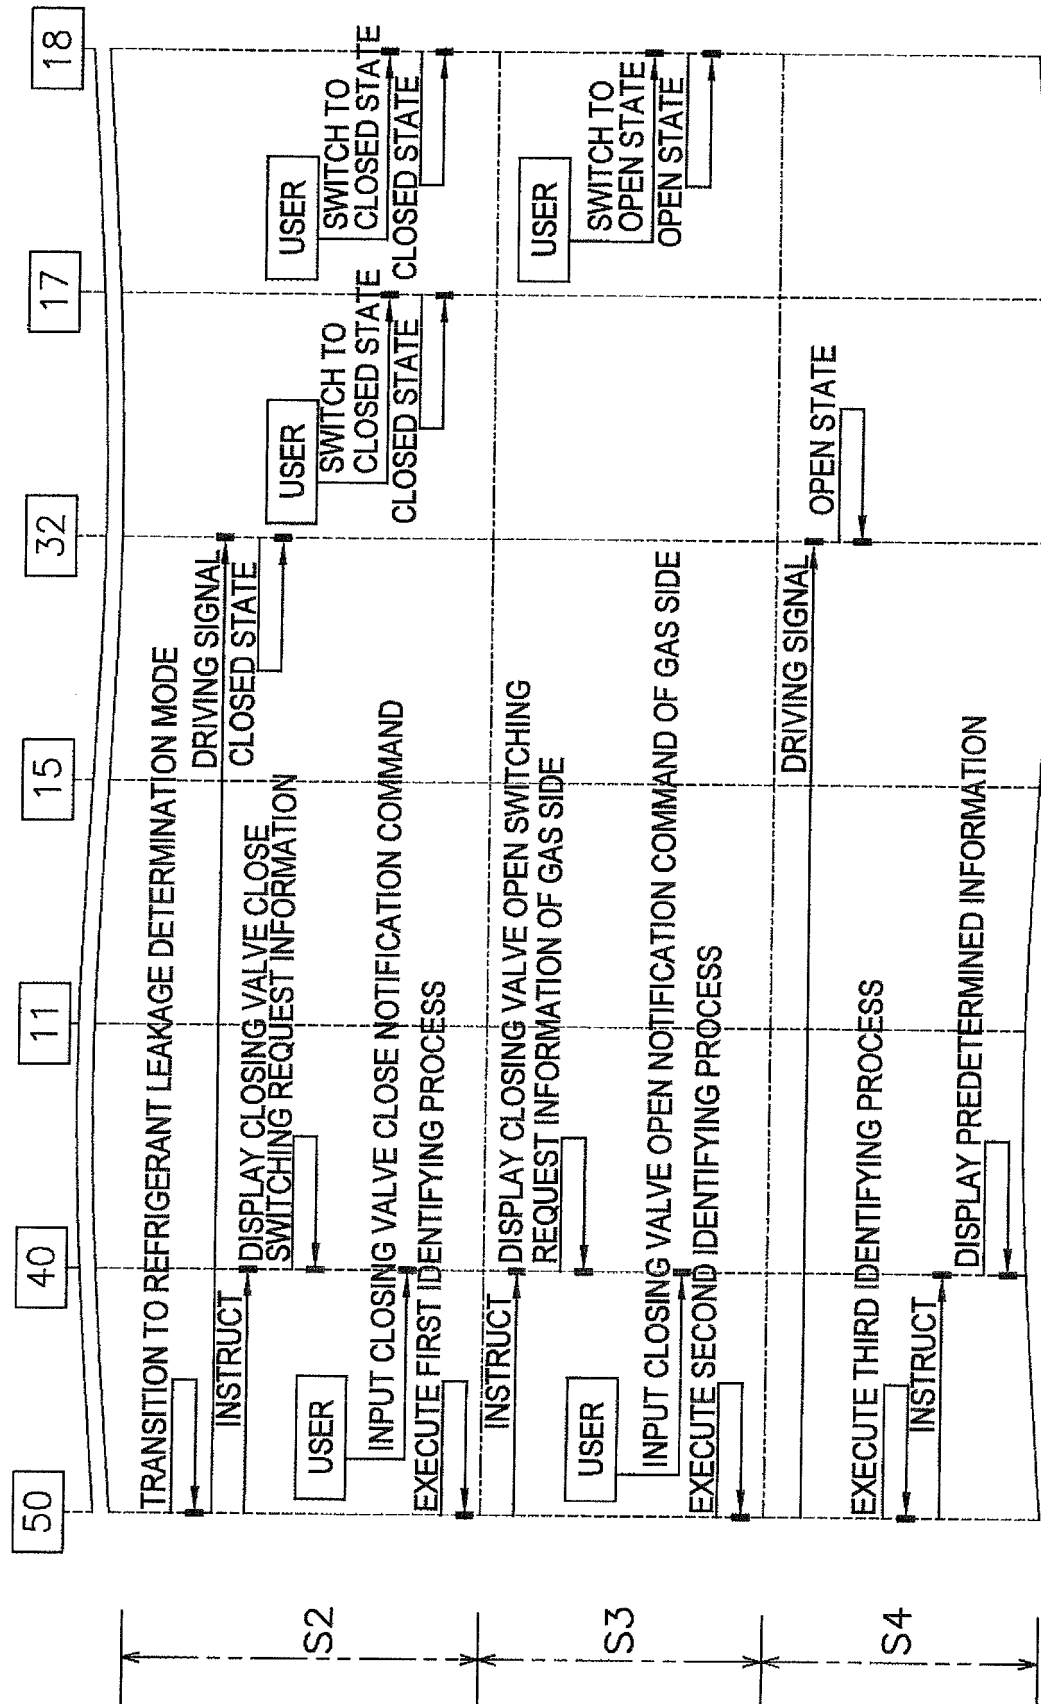 50
40
11
15
32
17
18
S2
TRANSITION TO REFRIGERANT LEAKAGE DETERMINATION MODE
DRIVING SIGNAL
CLOSED STATE
INSTRUCT
DISPLAY CLOSING VALVE CLOSE
SWITCHING REQUEST INFORMATION
USER
SWITCH TO
CLOSED STATE
CLOSED STATE
USER
SWITCH TO
CLOSED STATE
CLOSED STATE
USER
INPUT CLOSING VALVE CLOSE NOTIFICATION COMMAND
EXECUTE FIRST IDENTIFYING PROCESS
S3
INSTRUCT
DISPLAY CLOSING VALVE OPEN SWITCHING
REQUEST INFORMATION OF GAS SIDE
USER
SWITCH TO
OPEN STATE
OPEN STATE
USER
INPUT CLOSING VALVE OPEN NOTIFICATION COMMAND OF GAS SIDE
EXECUTE SECOND IDENTIFYING PROCESS
S4
DRIVING SIGNAL
OPEN STATE
EXECUTE THIRD IDENTIFYING PROCESS
INSTRUCT
DISPLAY PREDETERMINED INFORMATION